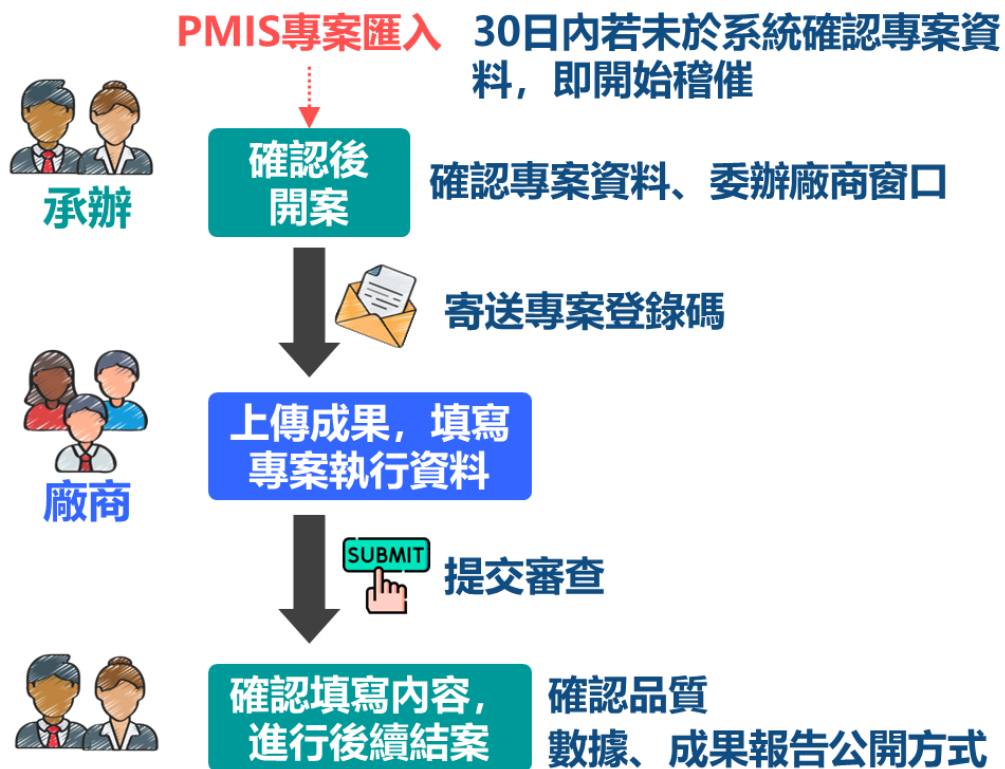 PMIS專案匯入
30日內若未於系統確認專案資
料，即開始稽催
承辦
確認後
開案
確認專案資料、委辦廠商窗口
寄送專案登錄碼
廠商
上傳成果，填寫
專案執行資料
SUBMIT
提交審查
確認填寫內容，
進行後續結案
確認品質
數據、成果報告公開方式